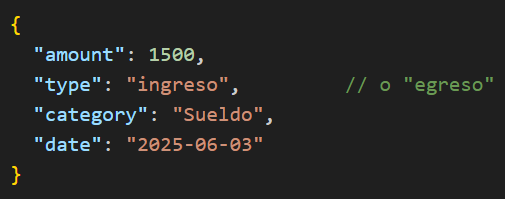 {
  "amount": 1500,
  "type": "ingreso",         // o "egreso"
  "category": "Sueldo",
  "date": "2025-06-03"
}